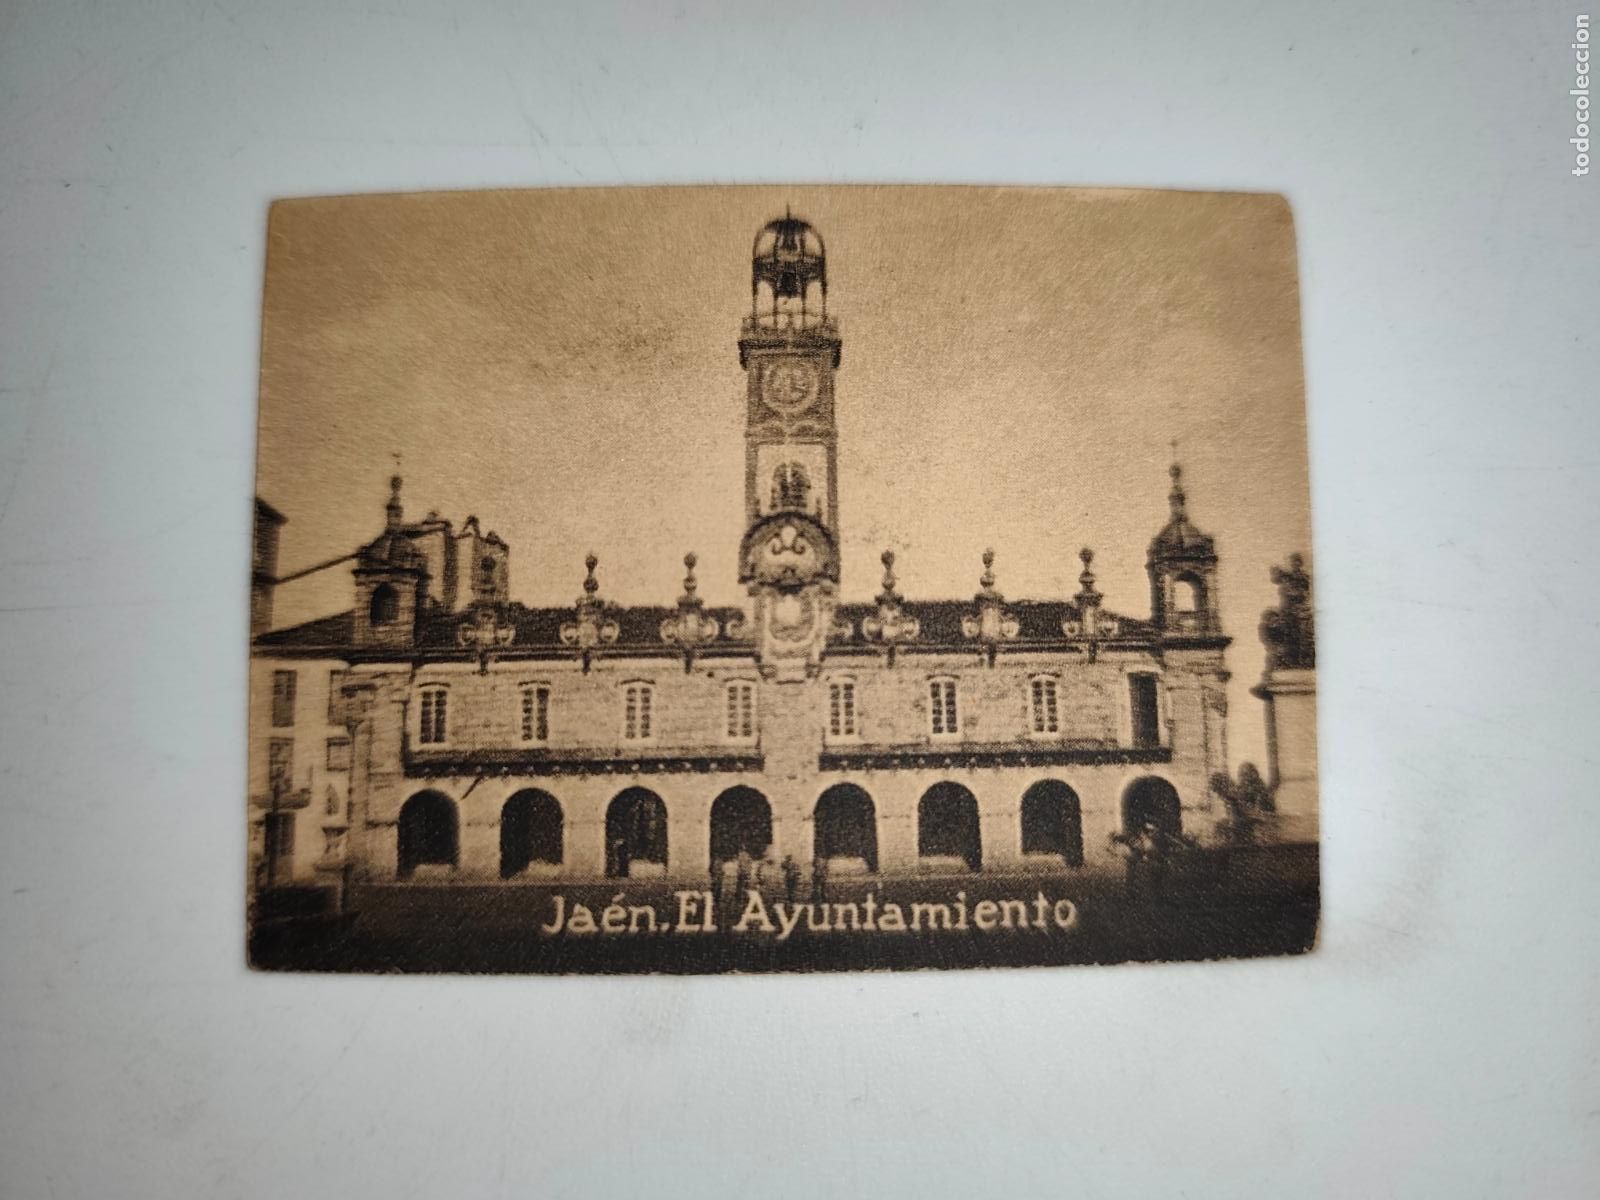 Jaén. El Ayuntamiento
todocoleccion